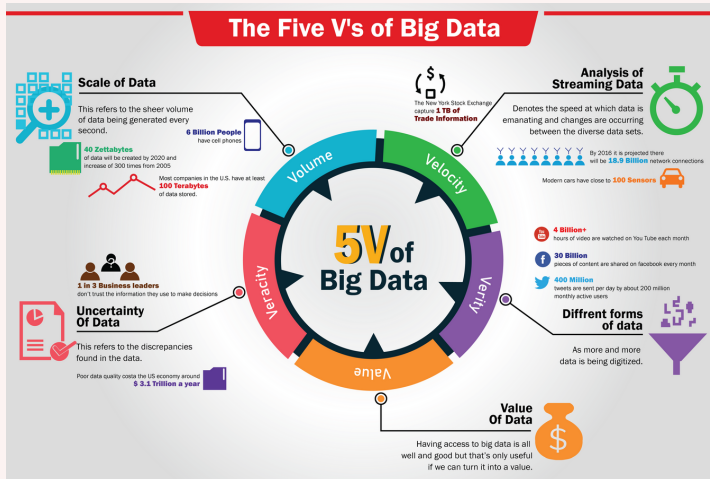 The Five V's of Big Data
Scale of Data
This refers to the sheer volume
of data being generated every
second.
6 Billion People
have cell phones
40 Zettabytes
of data will be created by 2020 and
increase of 300 times from 2005
Most companies in the U.S. have at least
100 Terabytes
of data stored.
$
The New York Stock Exchange
capture 1 TB of
Trade Information
Analysis of
Streaming Data
Denotes the speed at which data is
emanating and changes are occurring
between the diverse data sets.
By 2016 it is projected there
will be 18.9 Billion network connections
Modern cars have close to 100 Sensors
Volume
Velocity
Verity
Value
Veracity
5V of
Big Data
You
Tube
4 Billion+
hours of video are watched on You Tube each month
f
30 Billion
pieces of content are shared on facebook every month
400 Million
tweets are sent per day by about 200 million
monthly active users
Diffrent forms
of data
As more and more
data is being digitized.
1 in 3 Business leaders
don't trust the information they use to make decisions
Uncertainty
Of Data
This refers to the discrepancies
found in the data.
Poor data quality costa the US economy around
$ 3.1 Trillion a year
Value
Of Data
Having access to big data is all
well and good but that's only useful
if we can turn it into a value.
$